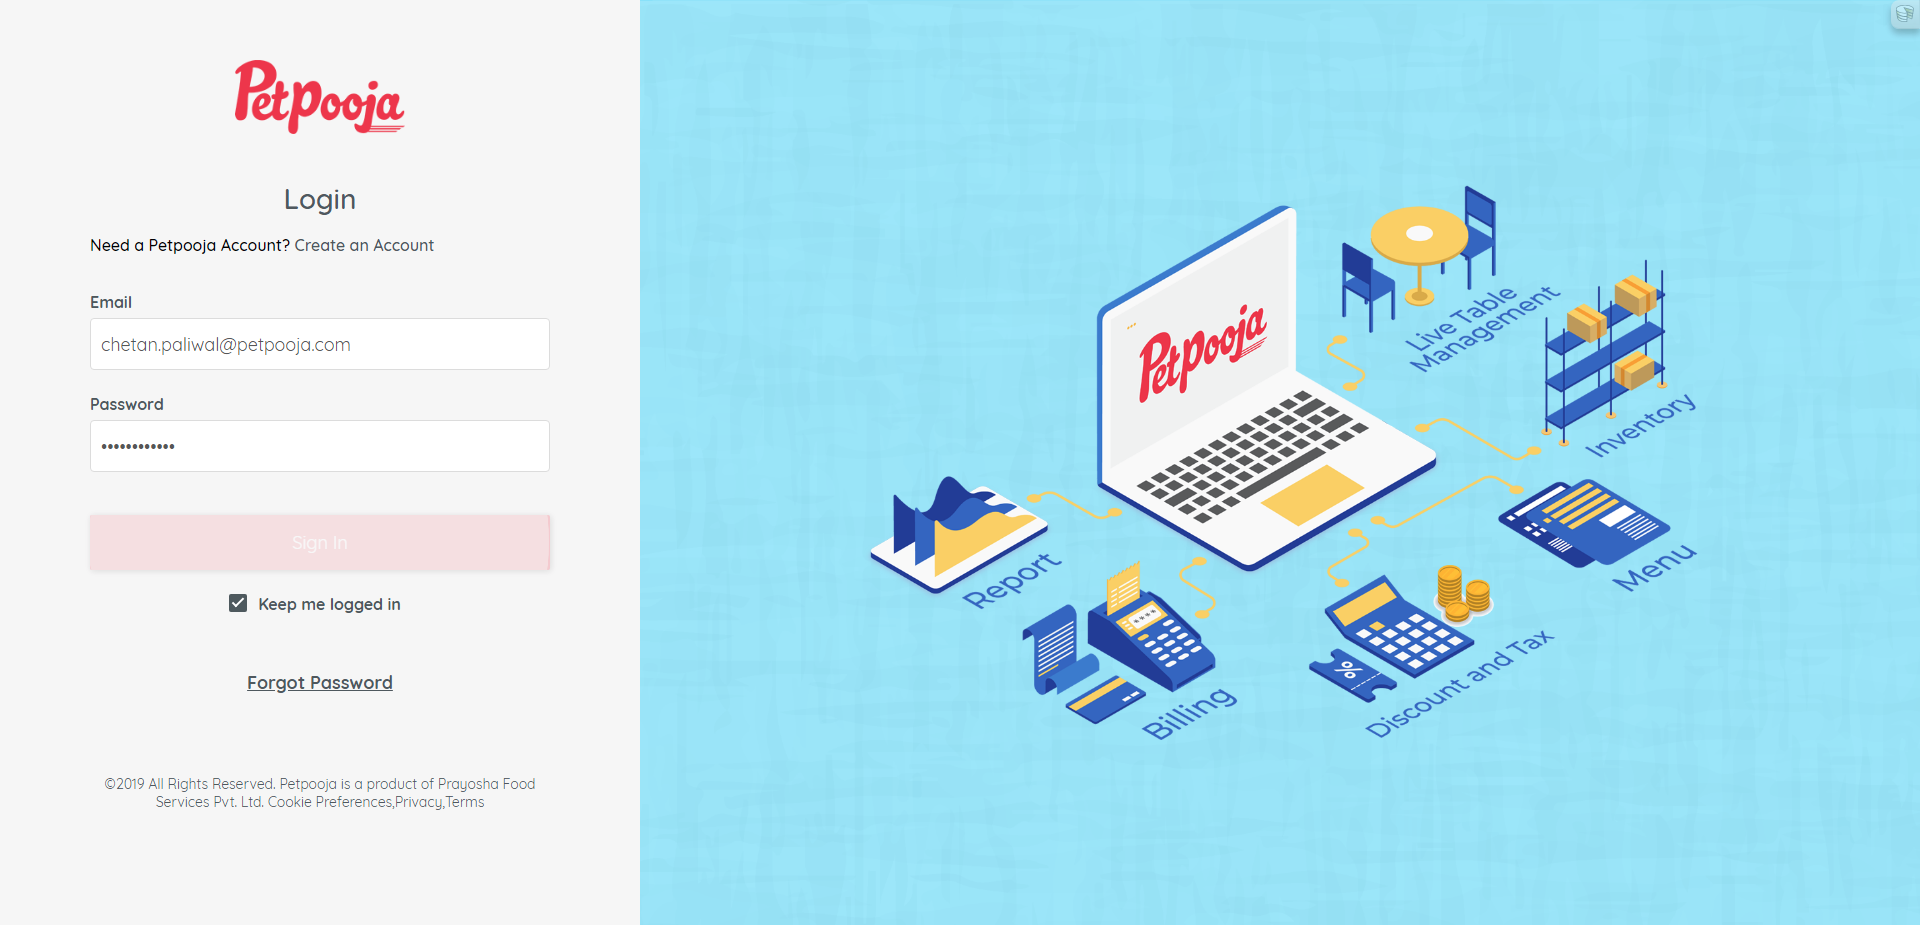 Petpooja
Login
Need a Petpooja Account? Create an Account
Email
chetan.paliwal@petpooja.com
Password
••••••••••••
Sign In
Keep me logged in
Forgot Password
©2019 All Rights Reserved. Petpooja is a product of Prayosha Food
Services Pvt. Ltd. Cookie Preferences,Privacy,Terms
Petpooja
Live Table
Management
Inventory
Menu
Report
Billing
Discount and Tax